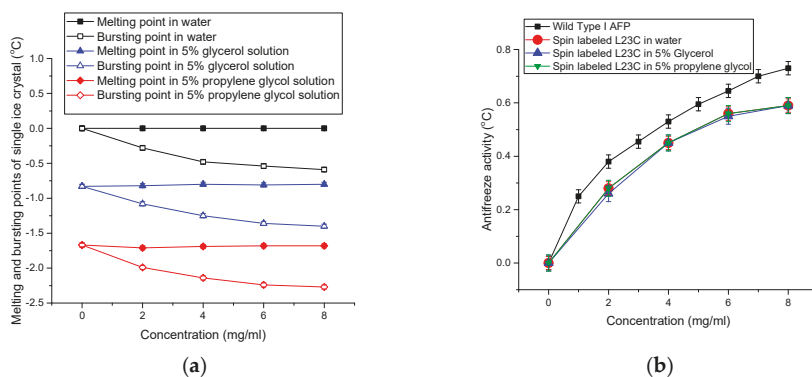 Melting point in water
Bursting point in water
Melting point in 5% glycerol solution
Bursting point in 5% glycerol solution
Melting point in 5% propylene glycol solution
Bursting point in 5% propylene glycol solution
Melting and bursting points of single ice crystal (°C)
1.0
0.5
0.0
-0.5
-1.0
-1.5
-2.0
-2.5
0 2 4 6 8
Concentration (mg/ml)
(a)
Wild Type I AFP
Spin labeled L23C in water
Spin labeled L23C in 5% Glycerol
Spin labeled L23C in 5% propylene glycol
Antifreeze activity (°C)
0.8
0.6
0.4
0.2
0.0
0 2 4 6 8
Concentration (mg/ml)
(b)